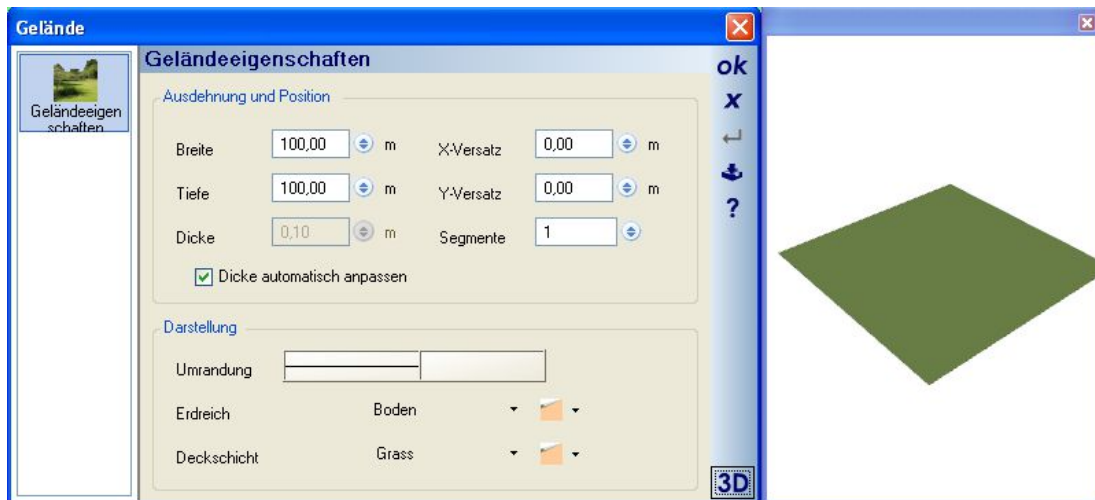 Gelände
Geländeeigen
schaften
Geländeeigenschaften
Ausdehnung und Position
Breite 100,00 m X-Versatz 0,00 m
Tiefe 100,00 m Y-Versatz 0,00 m
Dicke 0,10 m Segmente 1
Dicke automatisch anpassen
Darstellung
Umrandung
Erdreich Boden
Deckschicht Grass
ok
x
?
3D